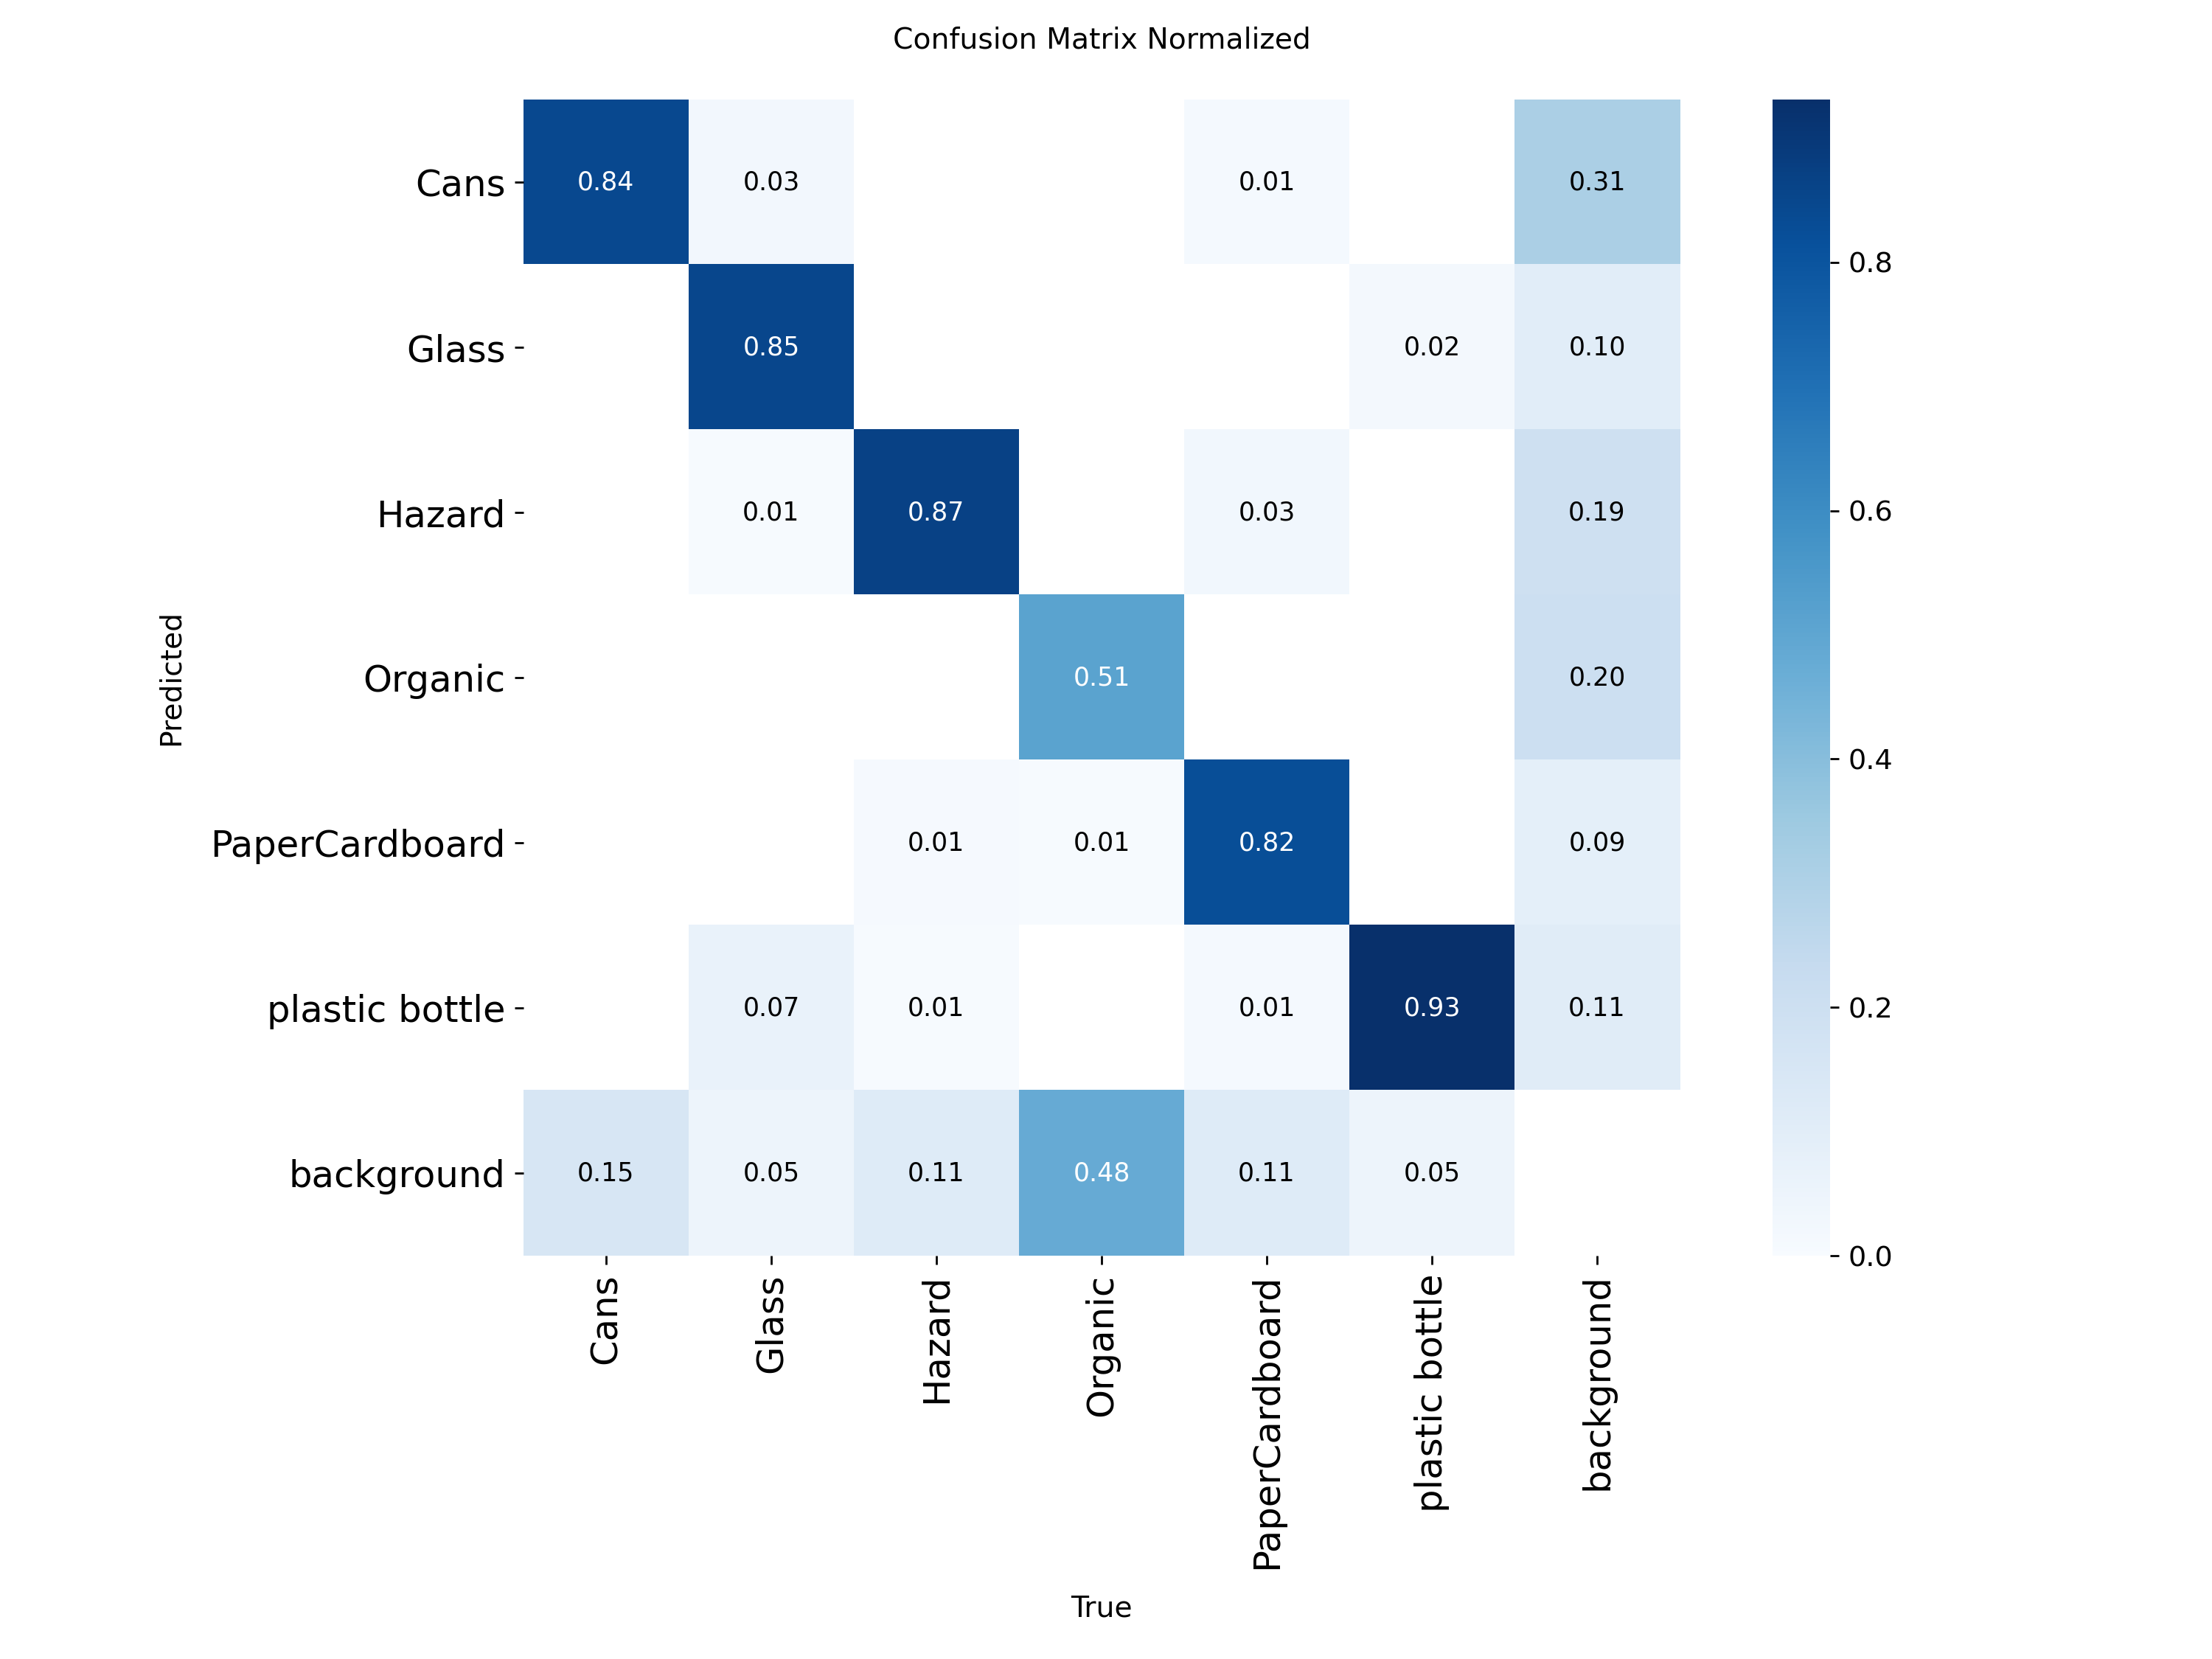 Confusion Matrix Normalized
Cans 0.84 0.03 0.01 0.31
0.8
Glass 0.85 0.02 0.10
Hazard 0.01 0.87 0.03 0.19
0.6
Predicted
Organic 0.51 0.20
0.4
PaperCardboard 0.01 0.01 0.82 0.09
plastic bottle 0.07 0.01 0.01 0.93 0.11
0.2
background 0.15 0.05 0.11 0.48 0.11 0.05
0.0
Cans
Glass
Hazard
Organic
PaperCardboard
plastic bottle
background
True